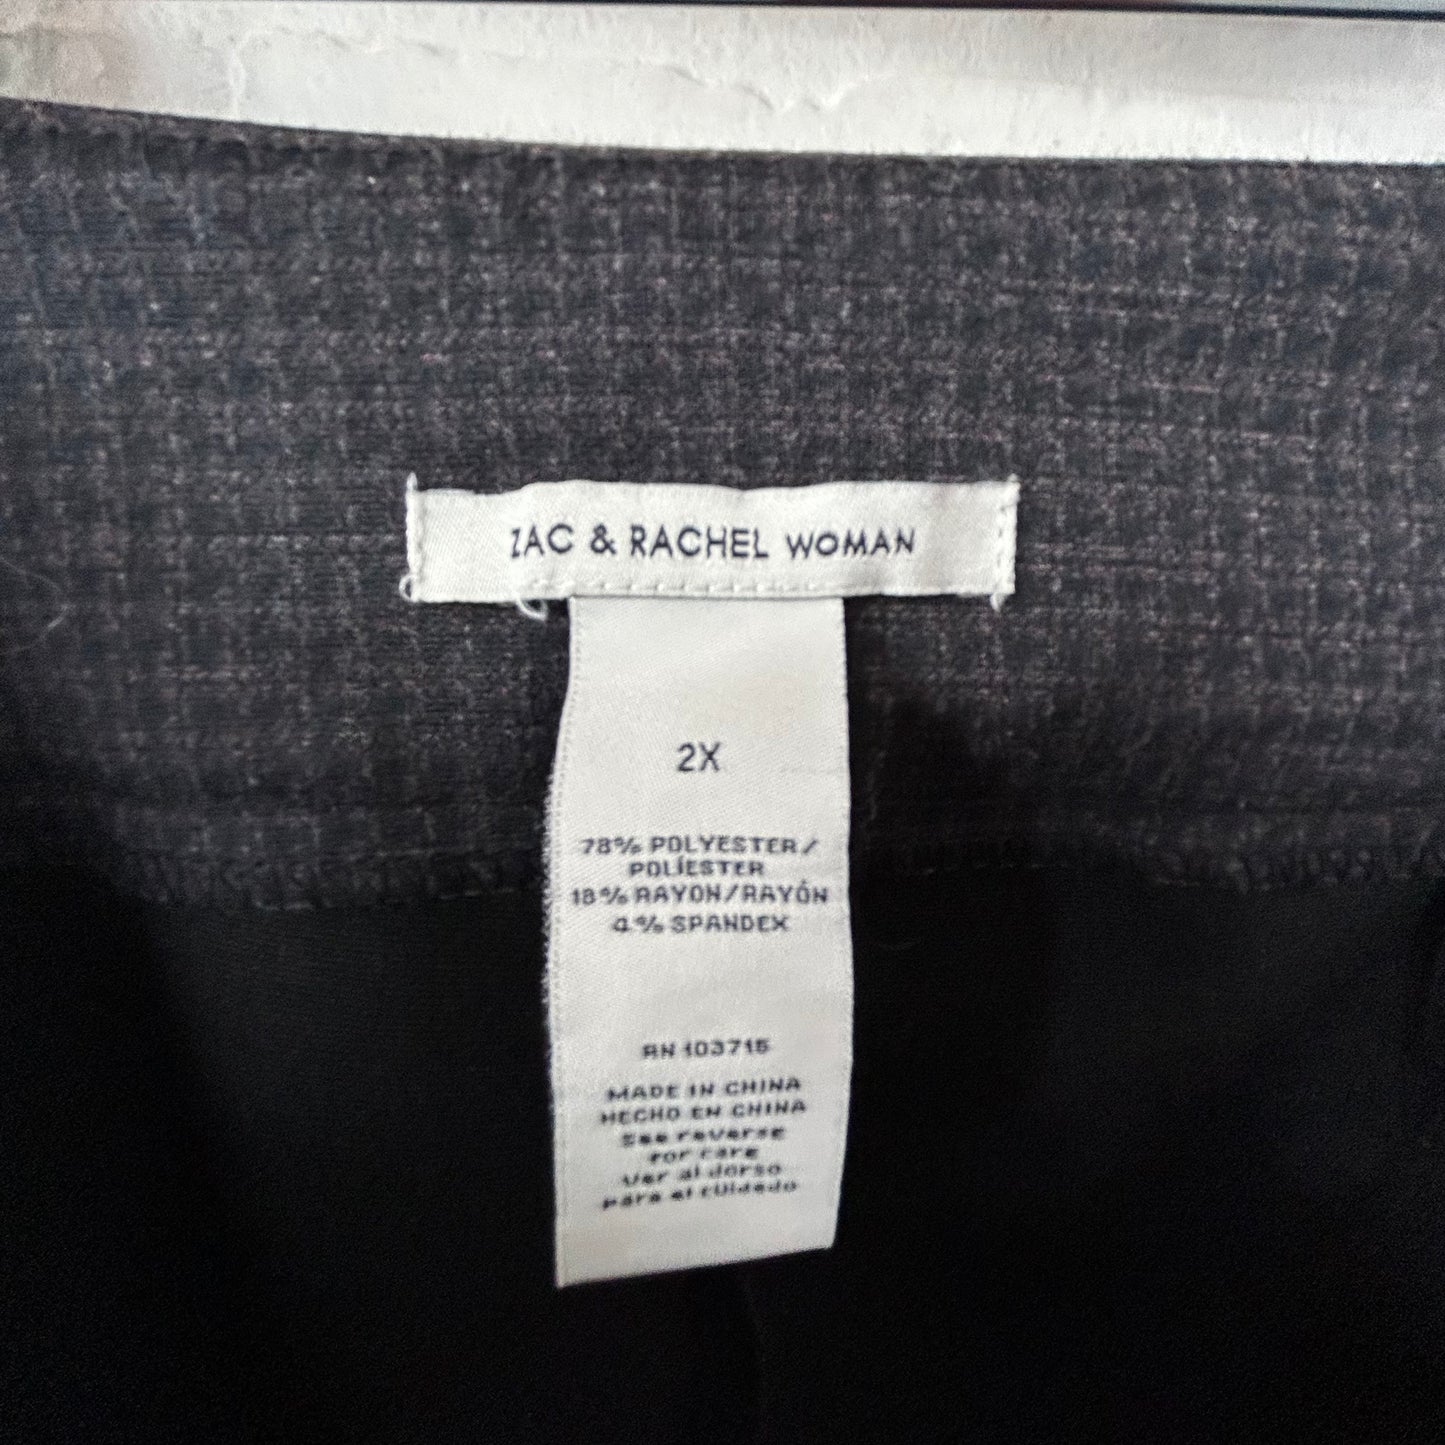 ZAC & RACHEL WOMAN
2X
78% POLYESTER/
POLÍESTER
18% RAYON/RAYÓN
4% SPANDEX
RN 103715
MADE IN CHINA
HECHO EN CHINA
See reverse
for care
Ver al dorso
para el cuidado